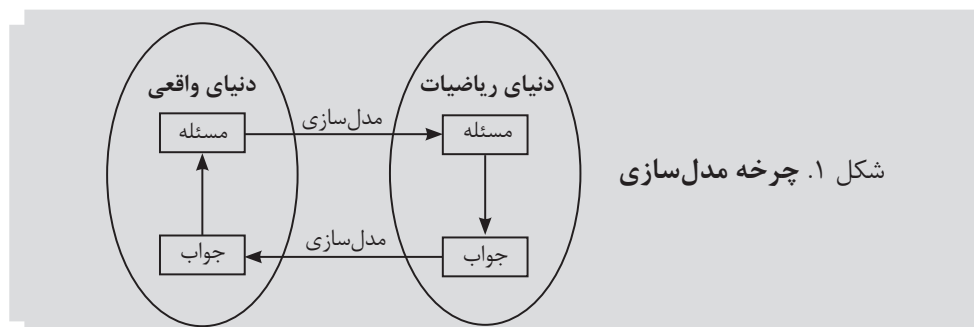 دنیای ریاضیات
دنیای واقعی
مسئله
مدل‌سازی
مسئله
شکل ۱. چرخه مدل‌سازی
جواب
مدل‌سازی
جواب